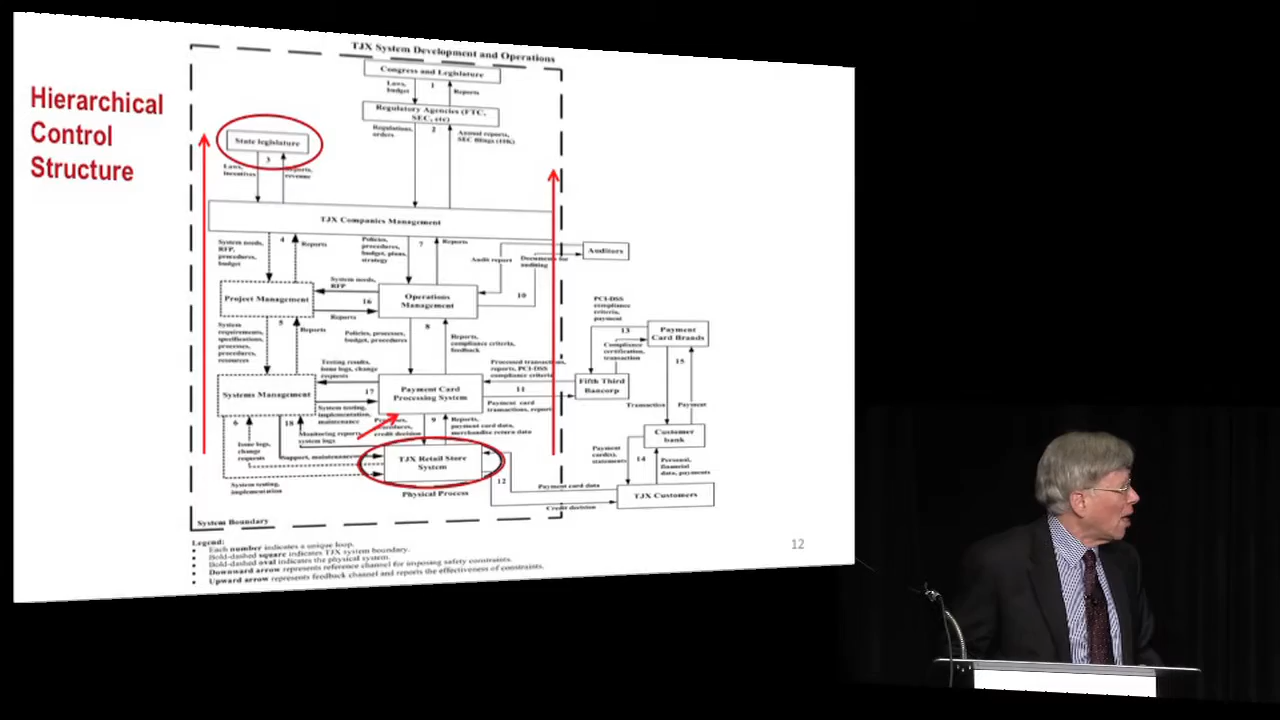 Hierarchical
Control
Structure
TJX System Development and Operations
Congress and Legislature
Laws,
budget
1
Reports
Regulatory Agencies (FTC,
SEC, etc)
Regulations,
orders
2
Annual reports,
SEC filings (10K)
State legislature
Laws,
incentives
3
Reports,
revenue
TJX Companies Management
System needs,
RFP,
procedures,
budget
4
Reports
Policies,
procedures,
budget, plans,
strategy
7
Reports
Audit report
Documents for
auditing
Auditors
10
Project Management
System needs,
RFP
16
Reports
Operations
Management
System
requirements,
specifications,
processes,
procedures,
resources
5
Reports
Policies, processes,
budget, procedures
8
Reports,
compliance criteria,
feedback
PCI-DSS
compliance
criteria,
payment
13
Compliance
certification,
transaction
Payment
Card Brands
15
Systems Management
Testing results,
issue logs, change
requests
17
System testing,
implementation,
maintenance
Payment Card
Processing System
Processed transactions,
reports, PCI-DSS
compliance criteria
11
Payment card
transactions, report
Fifth Third
Bancorp
Transaction
Payment
6
Issue logs,
change
requests
18
Monitoring reports,
system logs
Support, maintenance
procedures,
credit decision
9
Reports,
payment card data,
merchandise return data
TJX Retail Store
System
Physical Process
System testing,
implementation
12
Payment card data
Credit decision
Customer
bank
Payment
card(s),
statements
14
Personal,
financial
data, payments
TJX Customers
System Boundary
Legend:
• Each number indicates a unique loop.
• Bold-dashed square indicates TJX system boundary.
• Bold-dashed oval indicates the physical system.
• Downward arrow represents reference channel for imposing safety constraints.
• Upward arrow represents feedback channel and reports the effectiveness of constraints.
12